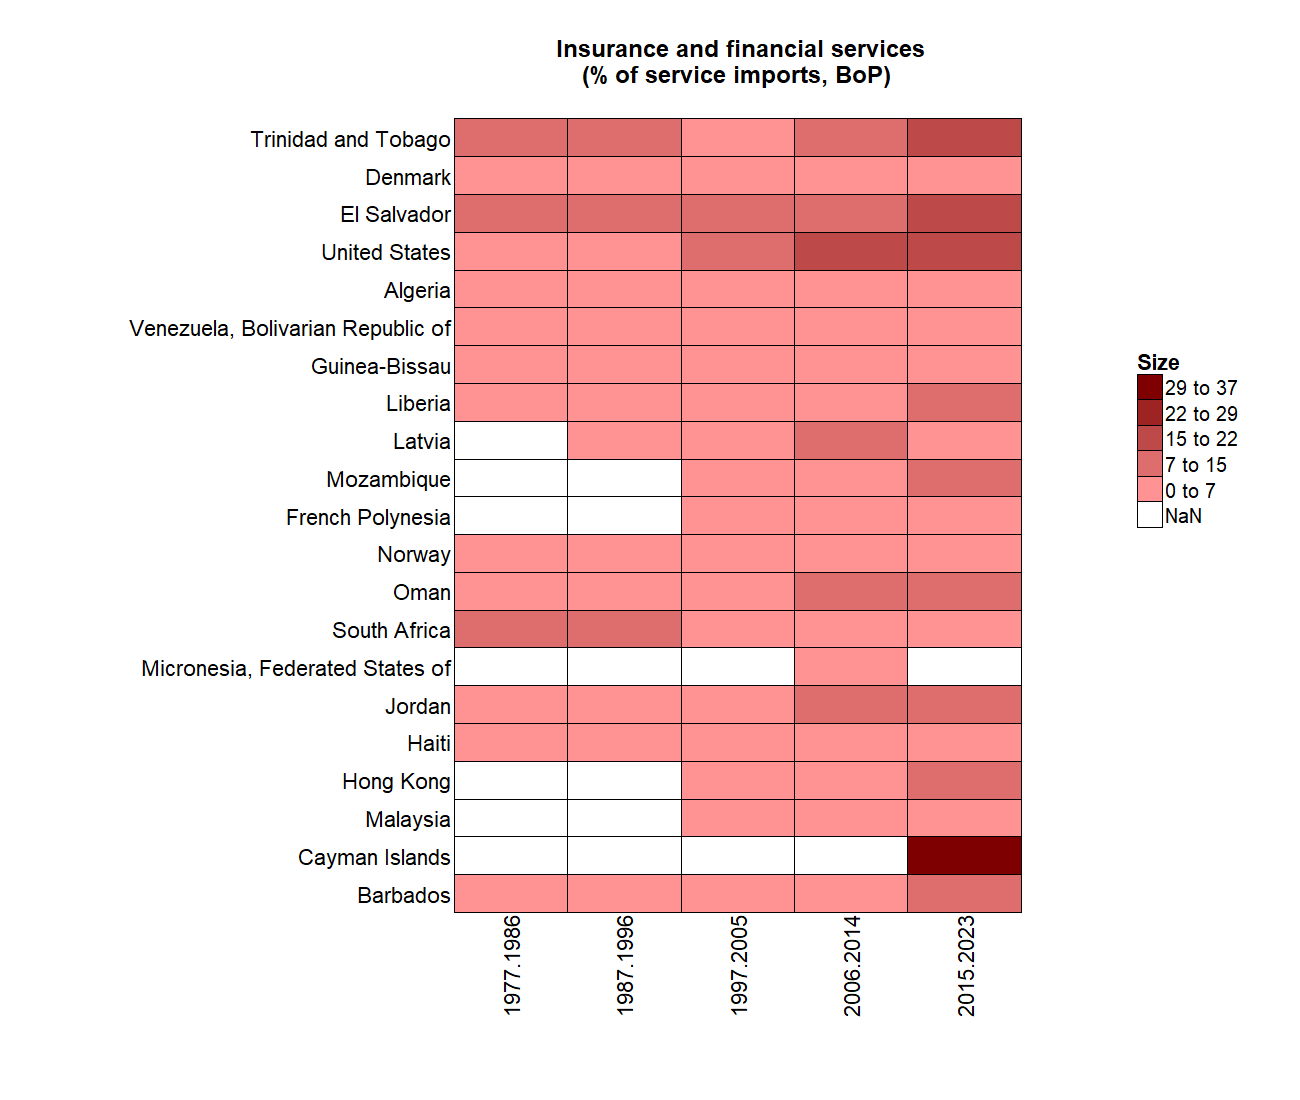 Insurance and financial services
(% of service imports, BoP)
Trinidad and Tobago
Denmark
El Salvador
United States
Algeria
Venezuela, Bolivarian Republic of
Guinea-Bissau
Liberia
Latvia
Mozambique
French Polynesia
Norway
Oman
South Africa
Micronesia, Federated States of
Jordan
Haiti
Hong Kong
Malaysia
Cayman Islands
Barbados
1977.1986
1987.1996
1997.2005
2006.2014
2015.2023
Size
29 to 37
22 to 29
15 to 22
7 to 15
0 to 7
NaN